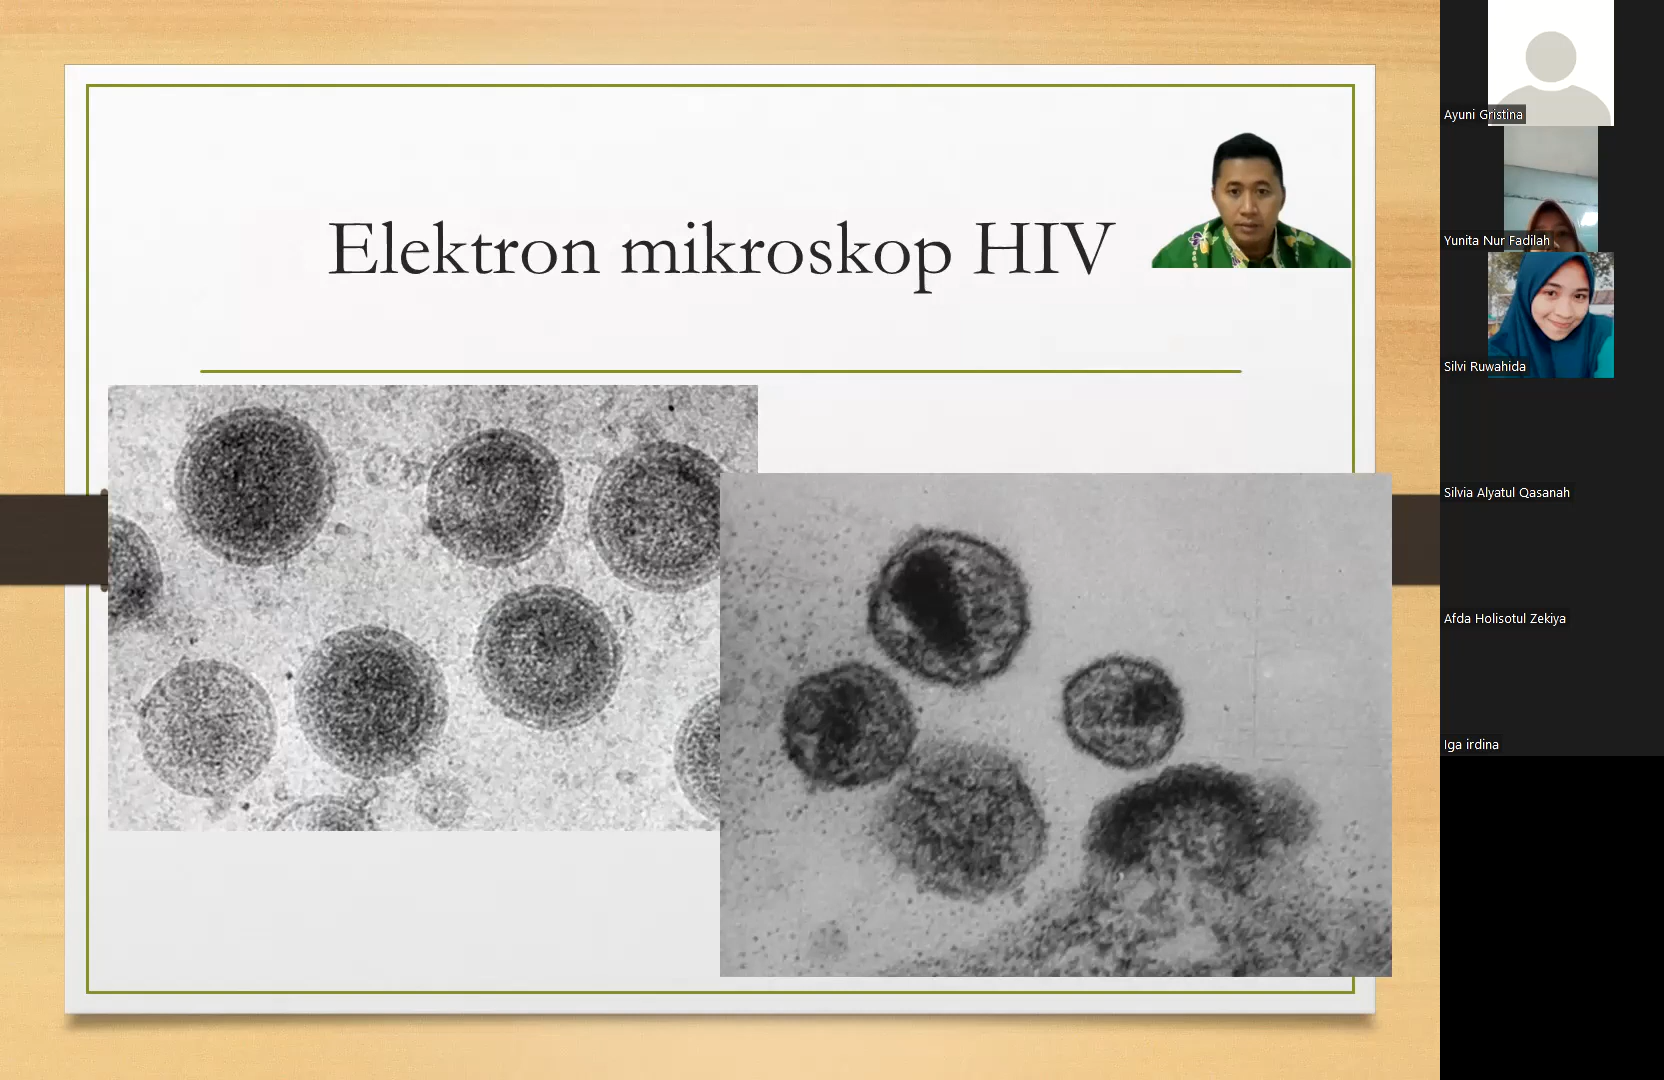 Elektron mikroskop HIV
Ayuni Gristina
Yunita Nur Fadilah
Silvi Ruwahida
Silvia Alyatul Qasanah
Afda Holisotul Zekiya
Iga irdina